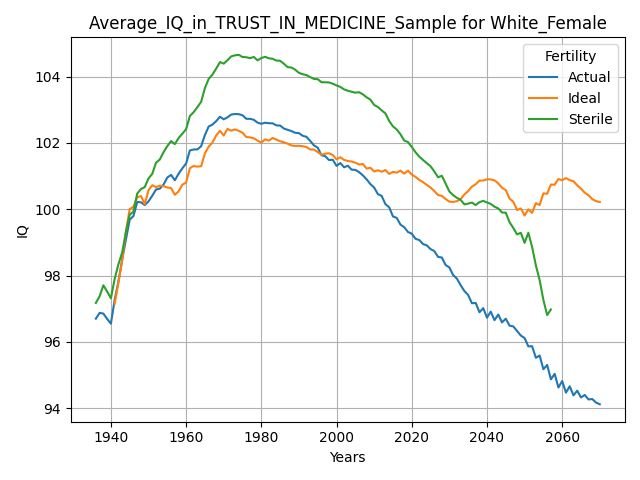 Average_IQ_in_TRUST_IN_MEDICINE_Sample for White_Female
Fertility
Actual
Ideal
Sterile
104
102
100
98
96
94
IQ
1940
1960
1980
2000
2020
2040
2060
Years